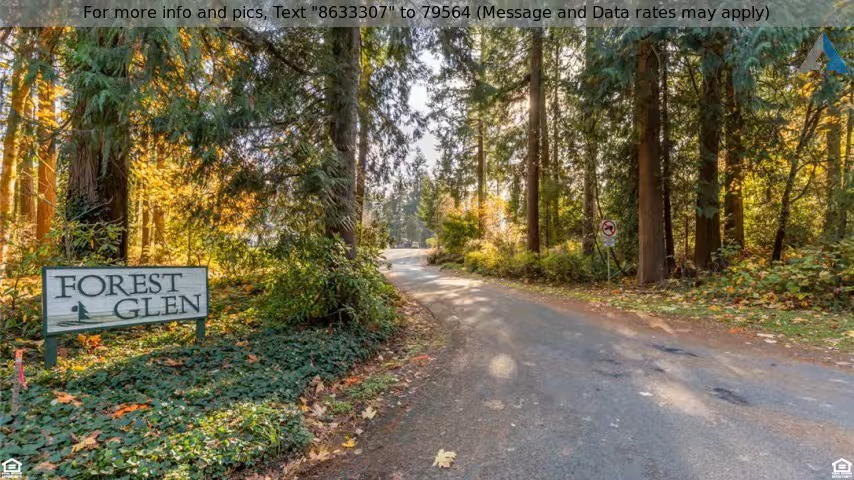 For more info and pics, Text "8633307" to 79564 (Message and Data rates may apply)
FOREST
GLEN